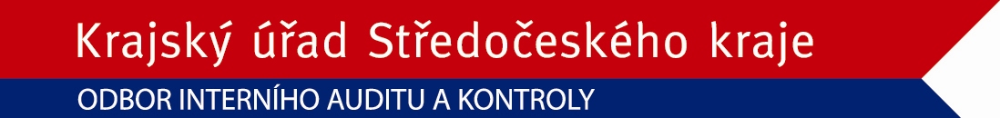 Krajský úřad Středočeského kraje
ODBOR INTERNÍHO AUDITU A KONTROLY